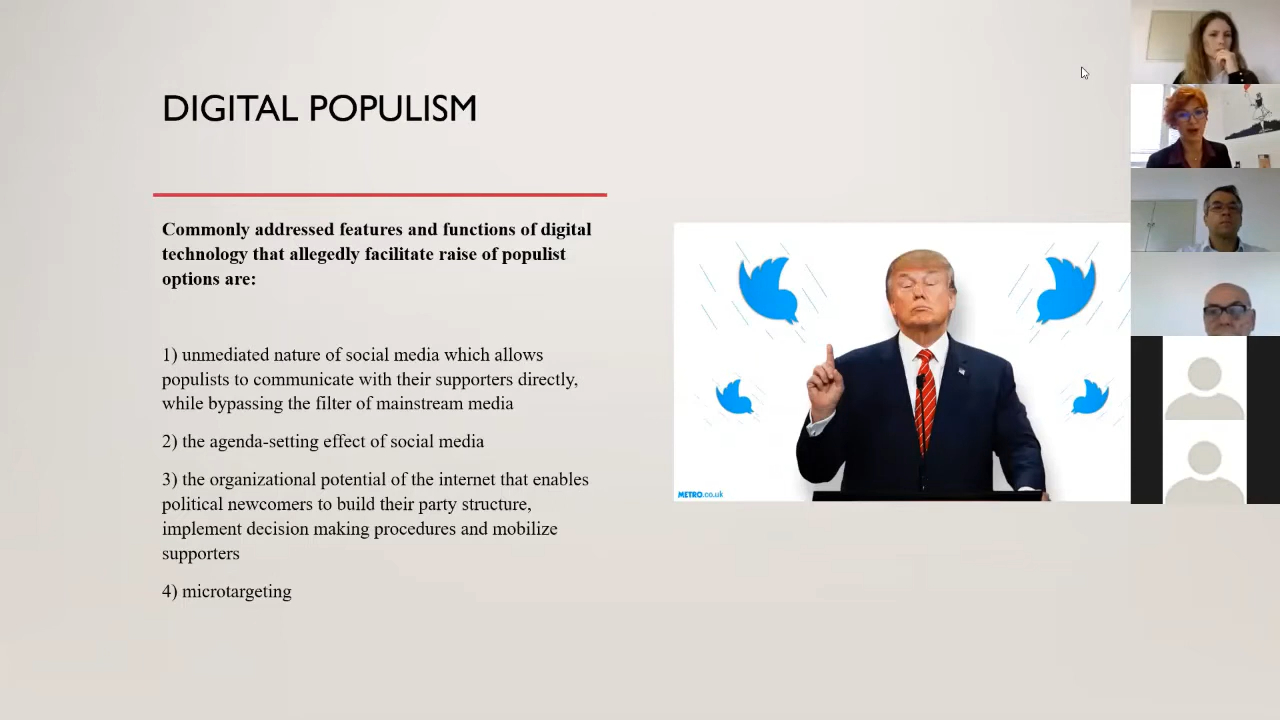 DIGITAL POPULISM
Commonly addressed features and functions of digital
technology that allegedly facilitate raise of populist
options are:
1) unmediated nature of social media which allows
populists to communicate with their supporters directly,
while bypassing the filter of mainstream media
2) the agenda-setting effect of social media
3) the organizational potential of the internet that enables
political newcomers to build their party structure,
implement decision making procedures and mobilize
supporters
4) microtargeting
METRO.co.uk